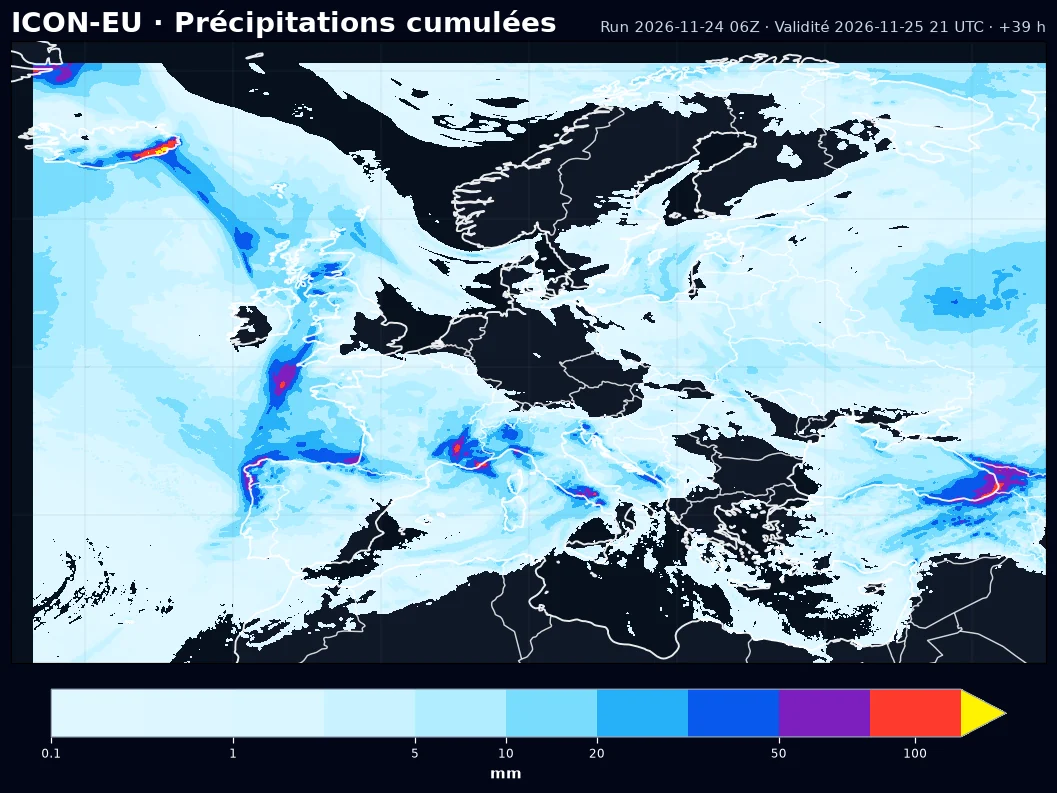 ICON-EU · Précipitations cumulées
Run 2026-11-24 06Z · Validité 2026-11-25 21 UTC · +39 h
0.1 1 5 10 20 50 100
mm